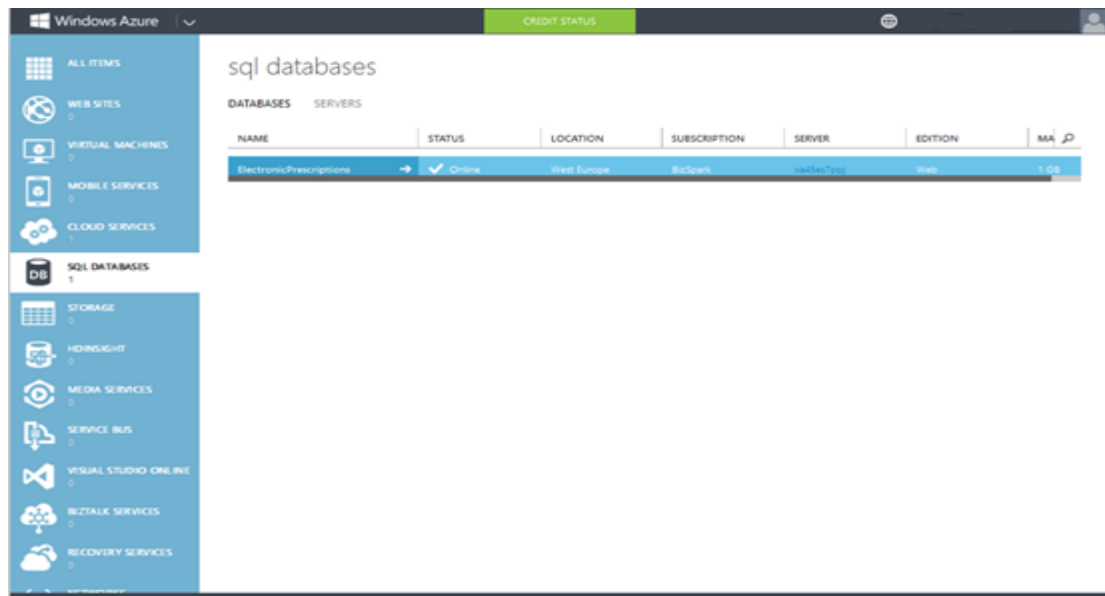 Windows Azure
CREDIT STATUS
ALL ITEMS
WEB SITES
0
VIRTUAL MACHINES
0
MOBILE SERVICES
0
CLOUD SERVICES
1
DB
SQL DATABASES
1
STORAGE
0
HDINSIGHT
0
MEDIA SERVICES
0
SERVICE BUS
0
VISUAL STUDIO ONLINE
0
BIZTALK SERVICES
0
RECOVERY SERVICES
0
sql databases
DATABASES SERVERS
NAME STATUS LOCATION SUBSCRIPTION SERVER EDITION MA
ElectronicPrescriptions Online West Europe BizSpark Web 1 GB